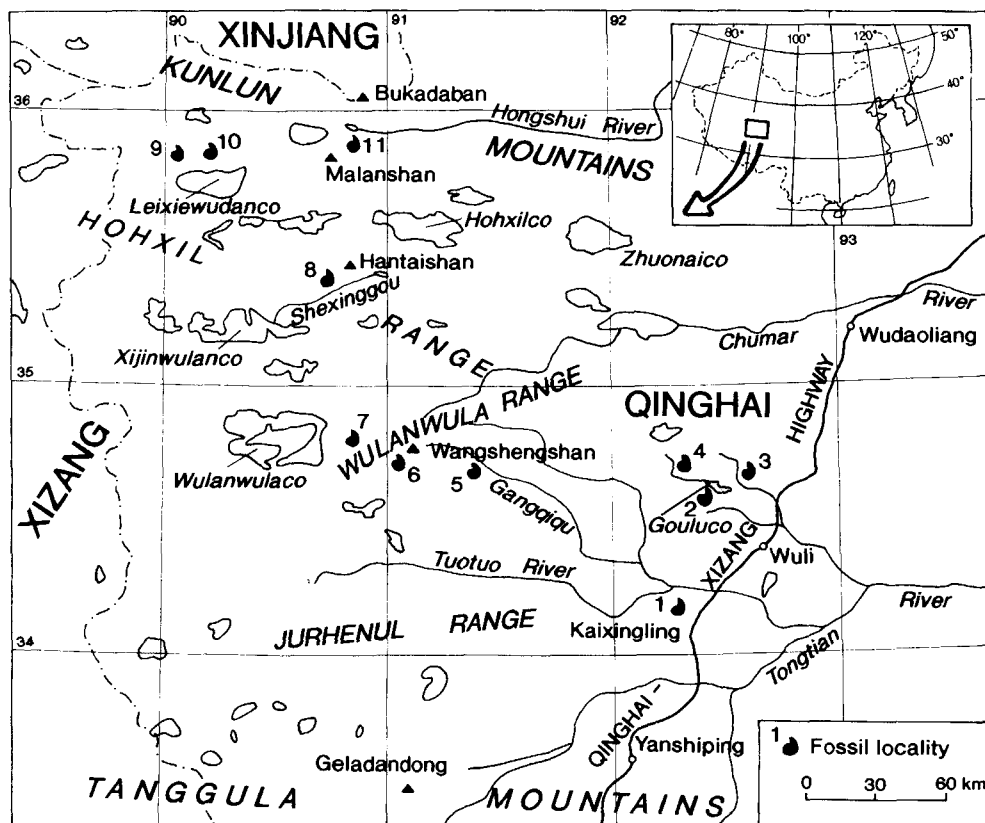 90
91
92
XINJIANG
80°
100°
120°
50°
40°
30°
KUNLUN
Bukadaban
36
Hongshui River
MOUNTAINS
9
10
11
Malanshan
Leixiewudanco
Hohxilco
HOHXIL
Zhuonaico
93
8
Hantaishan
Shexinggou
RANGE
River
Chumar
Wudaoliang
Xijinwulanco
35
WULANWULA RANGE
QINGHAI
HIGHWAY
7
Wangshengshan
4
3
XIZANG
Wulanwulaco
6
5
Gangqiqu
2
Gouluco
XIZANG
Wuli
Tuotuo River
River
1
Kaixingling
JURHENUL RANGE
34
Tongtian
QINGHAI-
Yanshiping
1
Fossil locality
Geladandong
0 30 60 km
TANGGULA
MOUNTAINS